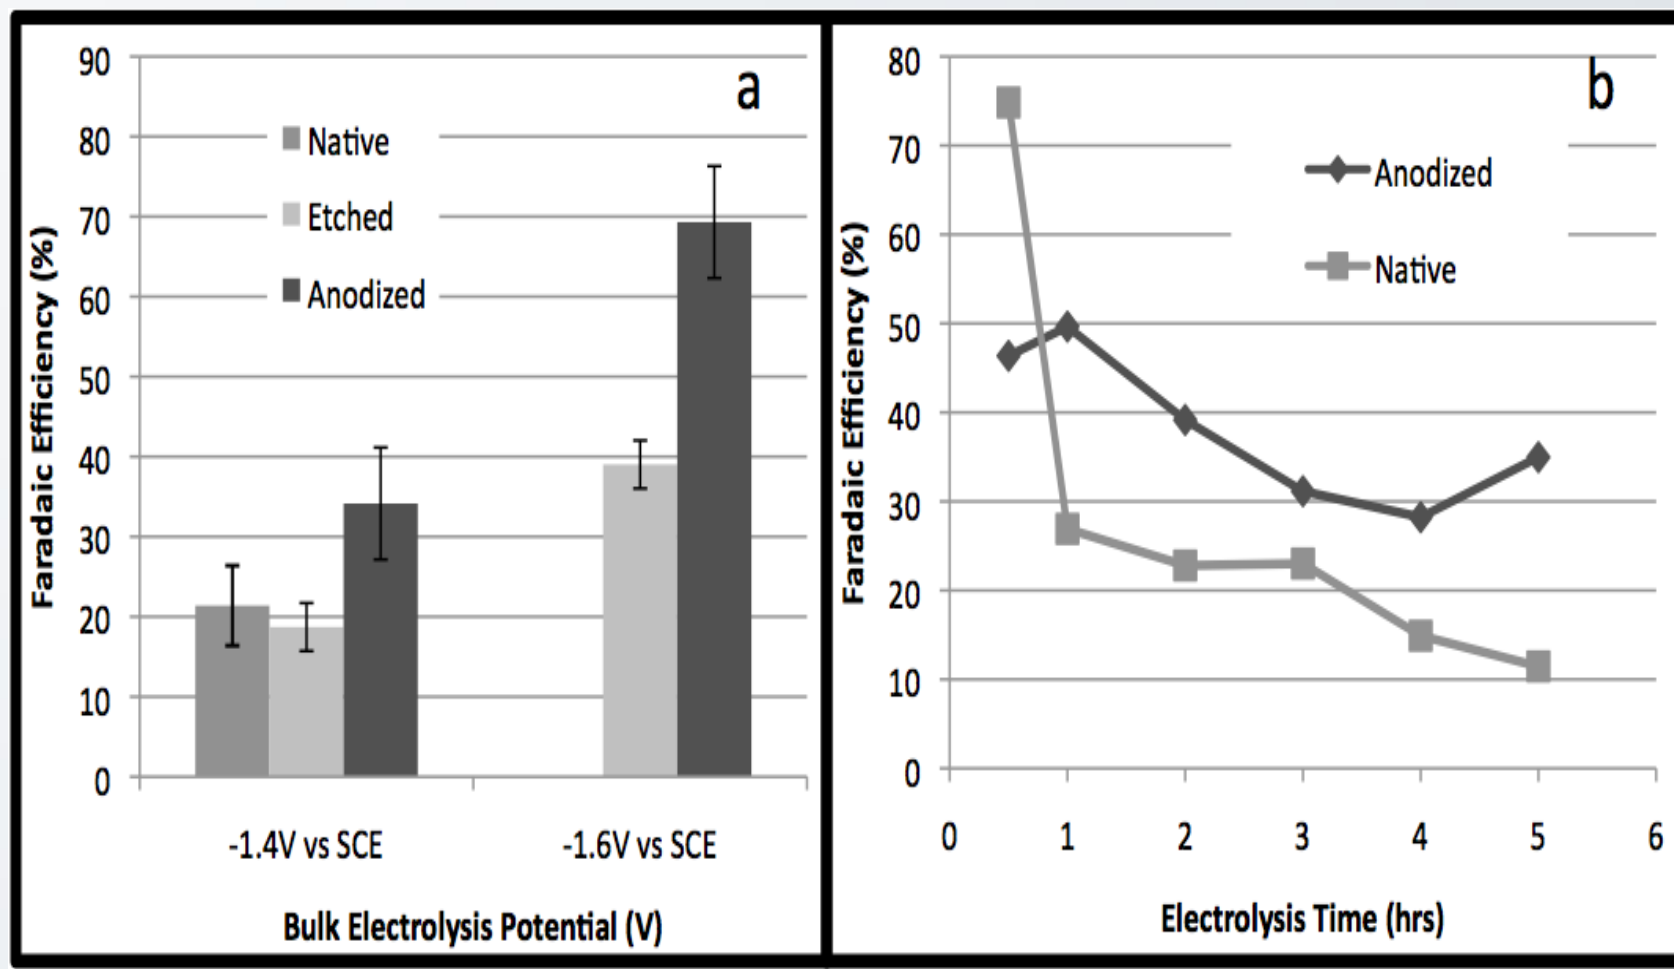 a
90
80
70
60
50
40
30
20
10
0
Native
Etched
Anodized
Faradaic Efficiency (%)
-1.4V vs SCE
-1.6V vs SCE
Bulk Electrolysis Potential (V)
b
80
70
60
50
40
30
20
10
0
Anodized
Native
Faradaic Efficiency (%)
0 1 2 3 4 5 6
Electrolysis Time (hrs)